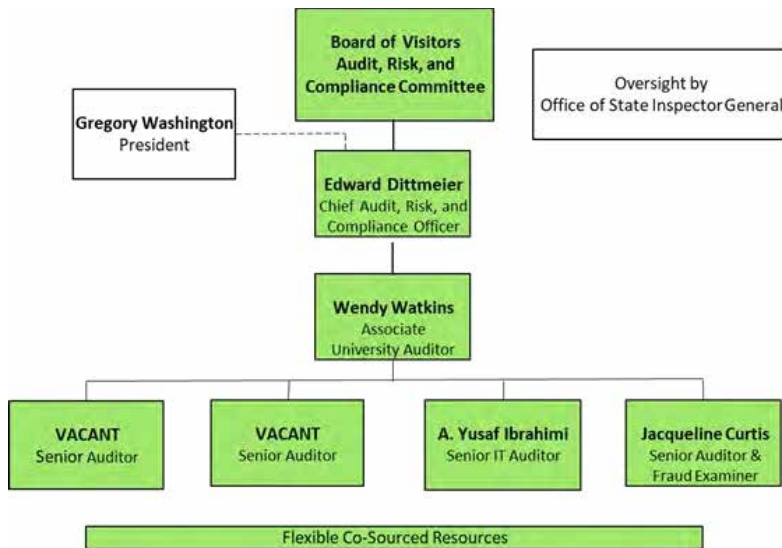 Board of Visitors
Audit, Risk, and
Compliance Committee
Oversight by
Office of State Inspector General
Gregory Washington
President
Edward Dittmeier
Chief Audit, Risk, and
Compliance Officer
Wendy Watkins
Associate
University Auditor
VACANT
Senior Auditor
VACANT
Senior Auditor
A. Yusaf Ibrahimi
Senior IT Auditor
Jacqueline Curtis
Senior Auditor &
Fraud Examiner
Flexible Co-Sourced Resources